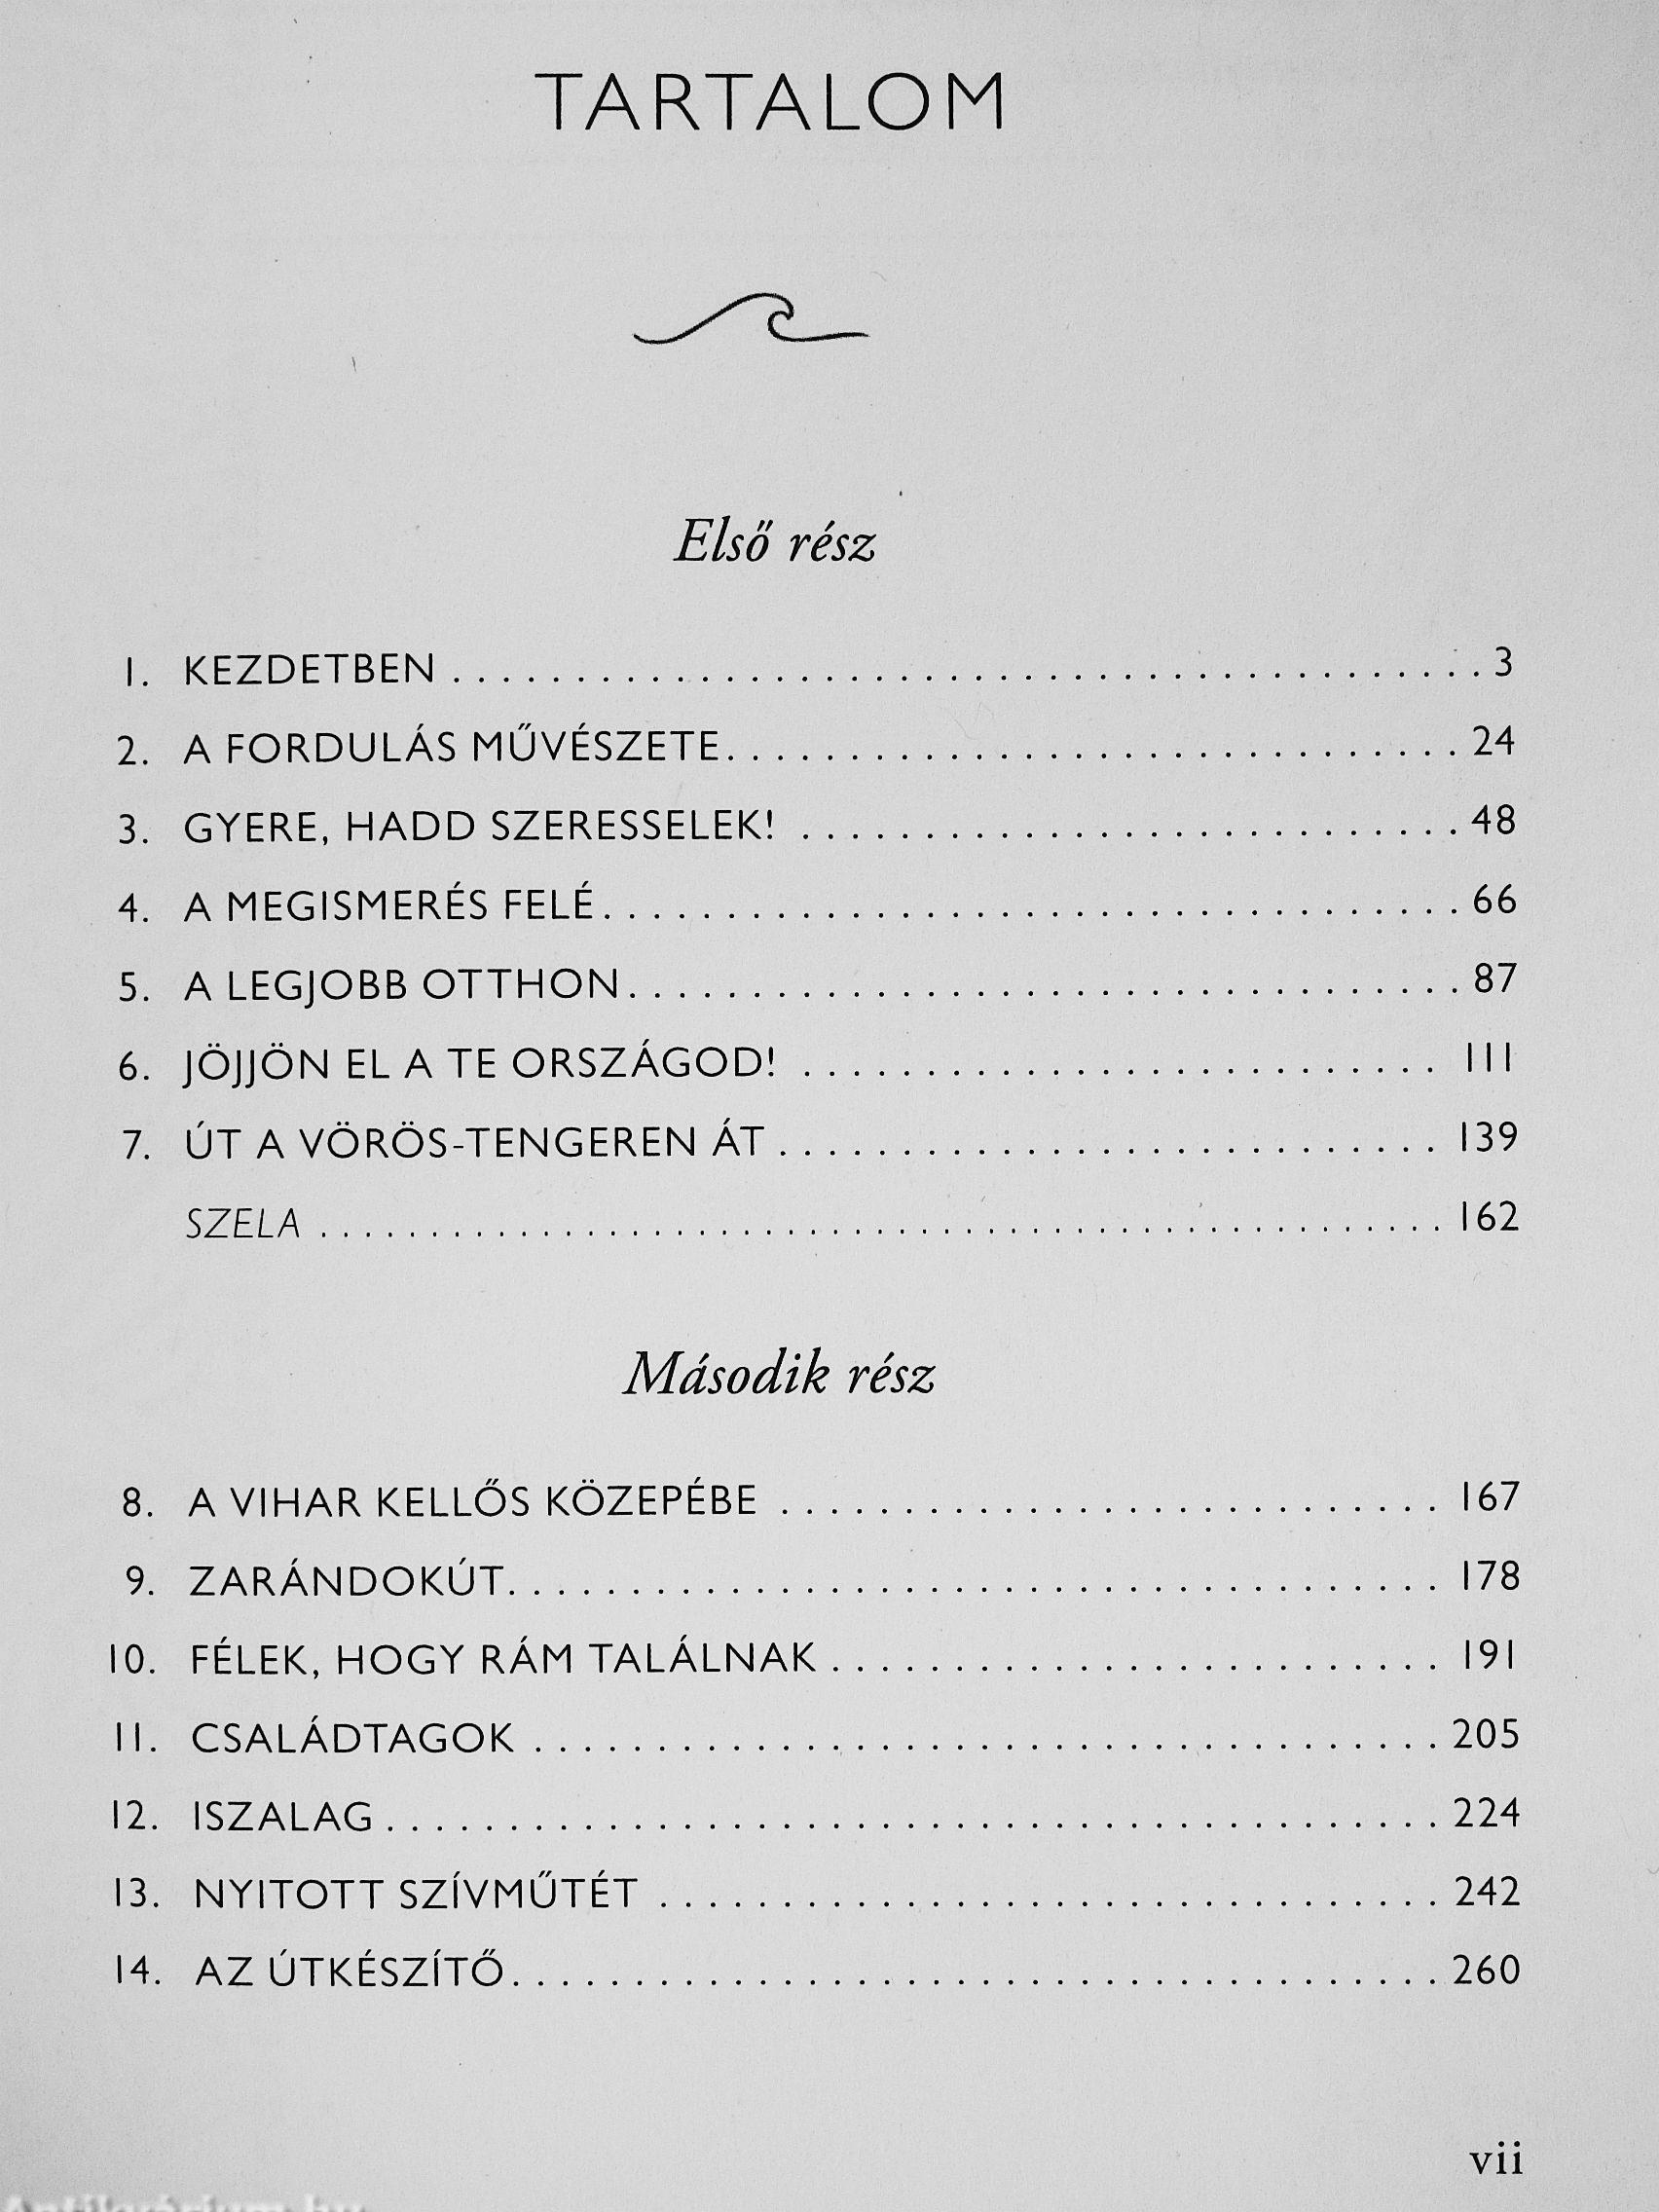 TARTALOM
Első rész
1. KEZDETBEN . . . . . . . . . . . . . . . . . . . . . . . . . . . . . . . . . . . . . . . . . . 3
2. A FORDULÁS MŰVÉSZETE. . . . . . . . . . . . . . . . . . . . . . . . . . . . . . 24
3. GYERE, HADD SZERESSELEK! . . . . . . . . . . . . . . . . . . . . . . . . . . . 48
4. A MEGISMERÉS FELÉ. . . . . . . . . . . . . . . . . . . . . . . . . . . . . . . . . . . 66
5. A LEGJOBB OTTHON. . . . . . . . . . . . . . . . . . . . . . . . . . . . . . . . . . 87
6. JÖJJÖN EL A TE ORSZÁGOD! . . . . . . . . . . . . . . . . . . . . . . . . . . 111
7. ÚT A VÖRÖS-TENGEREN ÁT . . . . . . . . . . . . . . . . . . . . . . . . . . . 139
SZELA . . . . . . . . . . . . . . . . . . . . . . . . . . . . . . . . . . . . . . . . . . . . . . . . . . . 162
Második rész
8. A VIHAR KELLŐS KÖZEPÉBE . . . . . . . . . . . . . . . . . . . . . . . . . . . 167
9. ZARÁNDOKÚT. . . . . . . . . . . . . . . . . . . . . . . . . . . . . . . . . . . . . . 178
10. FÉLEK, HOGY RÁM TALÁLNAK . . . . . . . . . . . . . . . . . . . . . . . . . 191
11. CSALÁDTAGOK . . . . . . . . . . . . . . . . . . . . . . . . . . . . . . . . . . . . . 205
12. ISZALAG . . . . . . . . . . . . . . . . . . . . . . . . . . . . . . . . . . . . . . . . . . . 224
13. NYITOTT SZÍVMŰTÉT . . . . . . . . . . . . . . . . . . . . . . . . . . . . . . . . 242
14. AZ ÚTKÉSZÍTŐ. . . . . . . . . . . . . . . . . . . . . . . . . . . . . . . . . . . . . . 260
vii